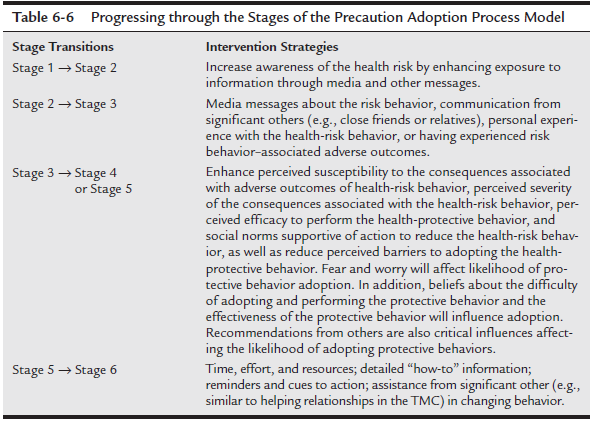 Table 6-6 Progressing through the Stages of the Precaution Adoption Process Model
Stage Transitions Intervention Strategies
Stage 1 → Stage 2 Increase awareness of the health risk by enhancing exposure to
information through media and other messages.
Stage 2 → Stage 3 Media messages about the risk behavior, communication from
significant others (e.g., close friends or relatives), personal experi-
ence with the health-risk behavior, or having experienced risk
behavior–associated adverse outcomes.
Stage 3 → Stage 4 Enhance perceived susceptibility to the consequences associated
or Stage 5 with adverse outcomes of health-risk behavior, perceived severity
of the consequences associated with the health-risk behavior, per-
ceived efficacy to perform the health-protective behavior, and
social norms supportive of action to reduce the health-risk behav-
ior, as well as reduce perceived barriers to adopting the health-
protective behavior. Fear and worry will affect likelihood of pro-
tective behavior adoption. In addition, beliefs about the difficulty
of adopting and performing the protective behavior and the
effectiveness of the protective behavior will influence adoption.
Recommendations from others are also critical influences affect-
ing the likelihood of adopting protective behaviors.
Stage 5 → Stage 6 Time, effort, and resources; detailed “how-to” information;
reminders and cues to action; assistance from significant other (e.g.,
similar to helping relationships in the TMC) in changing behavior.